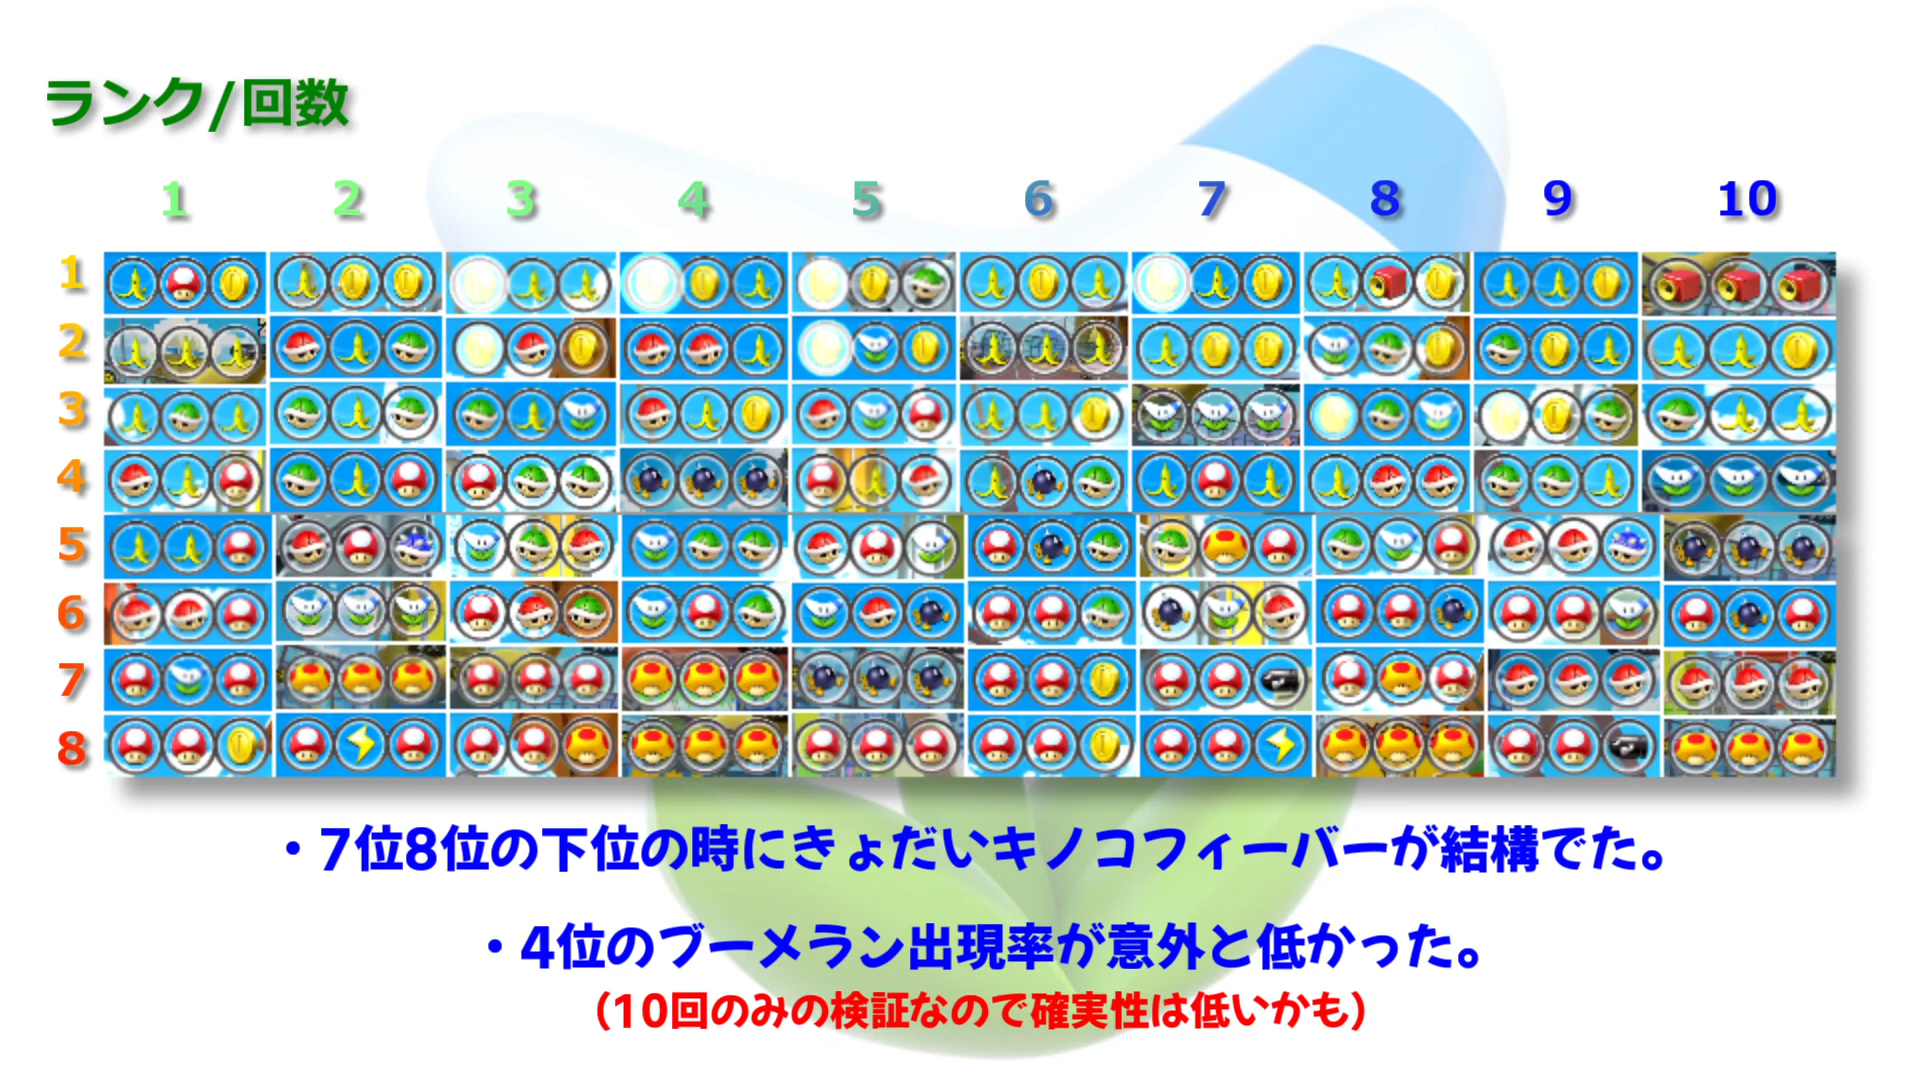 ランク/回数
1 2 3 4 5 6 7 8 9 10
1
2
3
4
5
6
7
8
・7位8位の下位の時にきょだいキノコフィーバーが結構でた。
・4位のブーメラン出現率が意外と低かった。
（10回のみの検証なので確実性は低いかも）